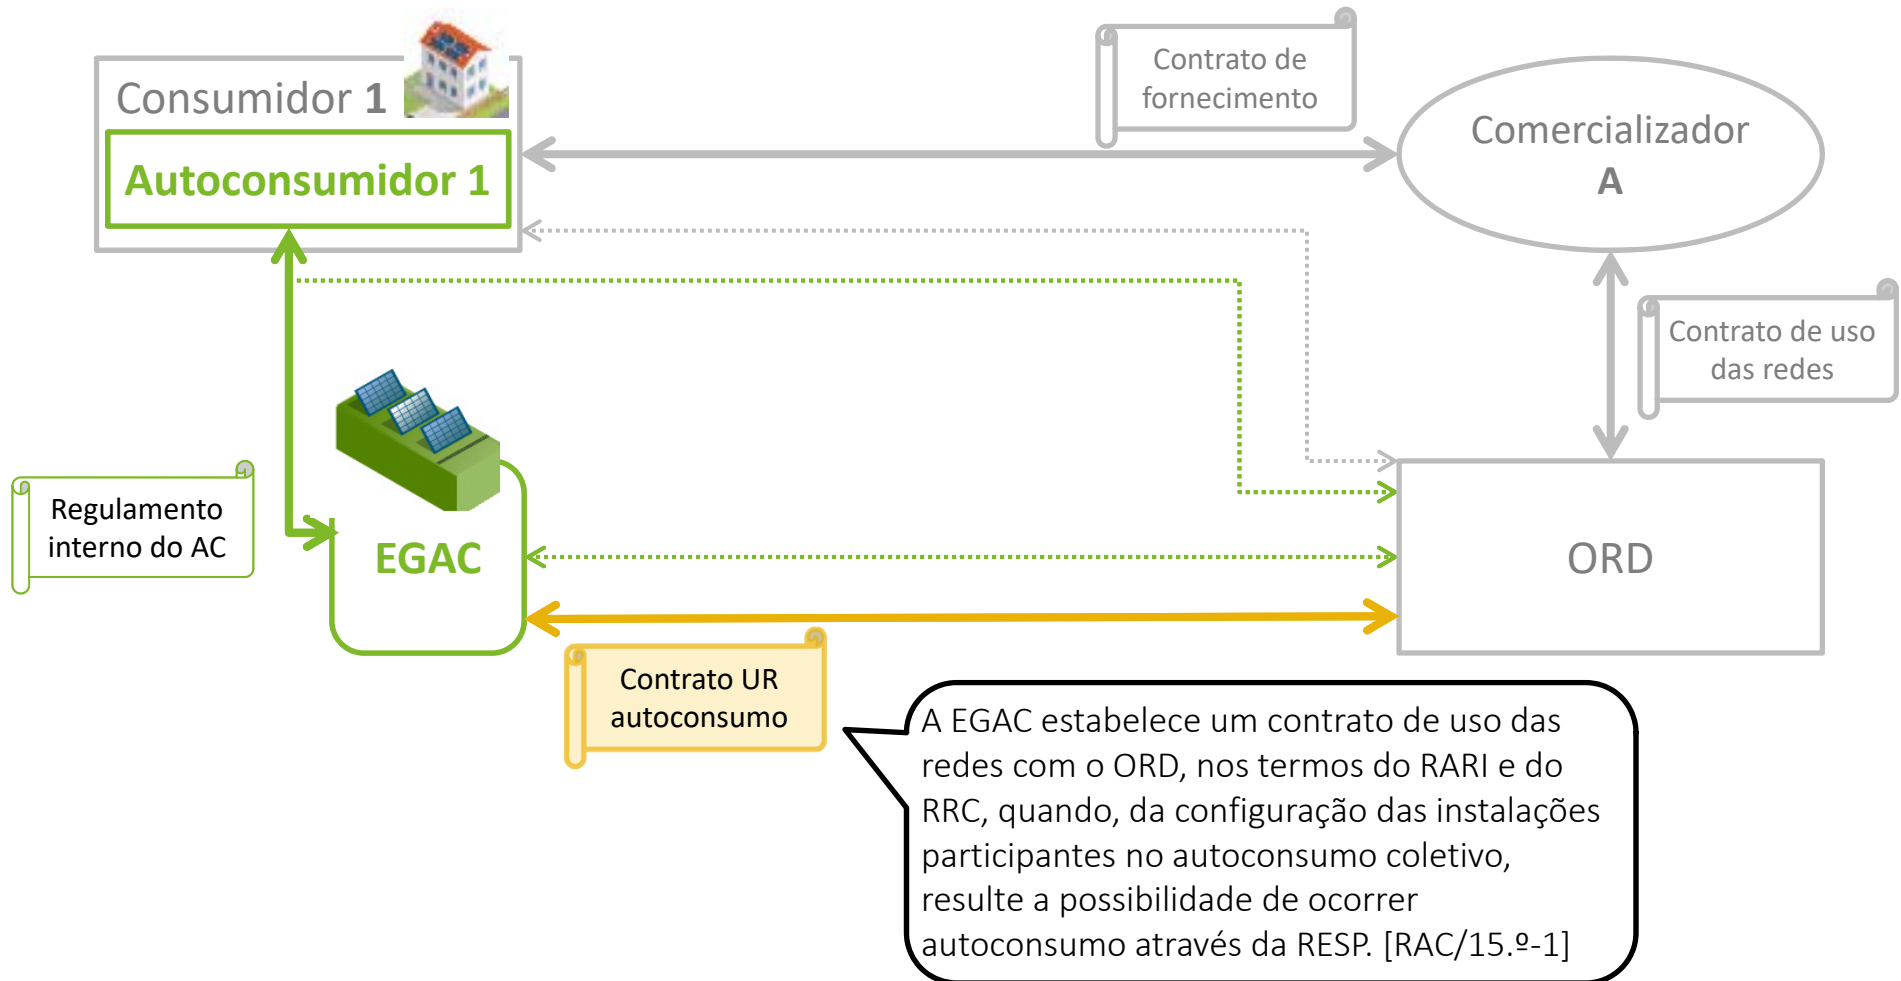 Consumidor 1
Autoconsumidor 1
Contrato de
fornecimento
Comercializador
A
Contrato de uso
das redes
Regulamento
interno do AC
EGAC
ORD
Contrato UR
autoconsumo
A EGAC estabelece um contrato de uso das
redes com o ORD, nos termos do RARI e do
RRC, quando, da configuração das instalações
participantes no autoconsumo coletivo,
resulte a possibilidade de ocorrer
autoconsumo através da RESP. [RAC/15.º-1]